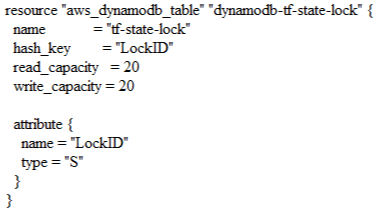 resource "aws_dynamodb_table" "dynamodb-tf-state-lock" {
  name = "tf-state-lock"
  hash_key = "LockID"
  read_capacity = 20
  write_capacity = 20

  attribute {
    name = "LockID"
    type = "S"
  }
}